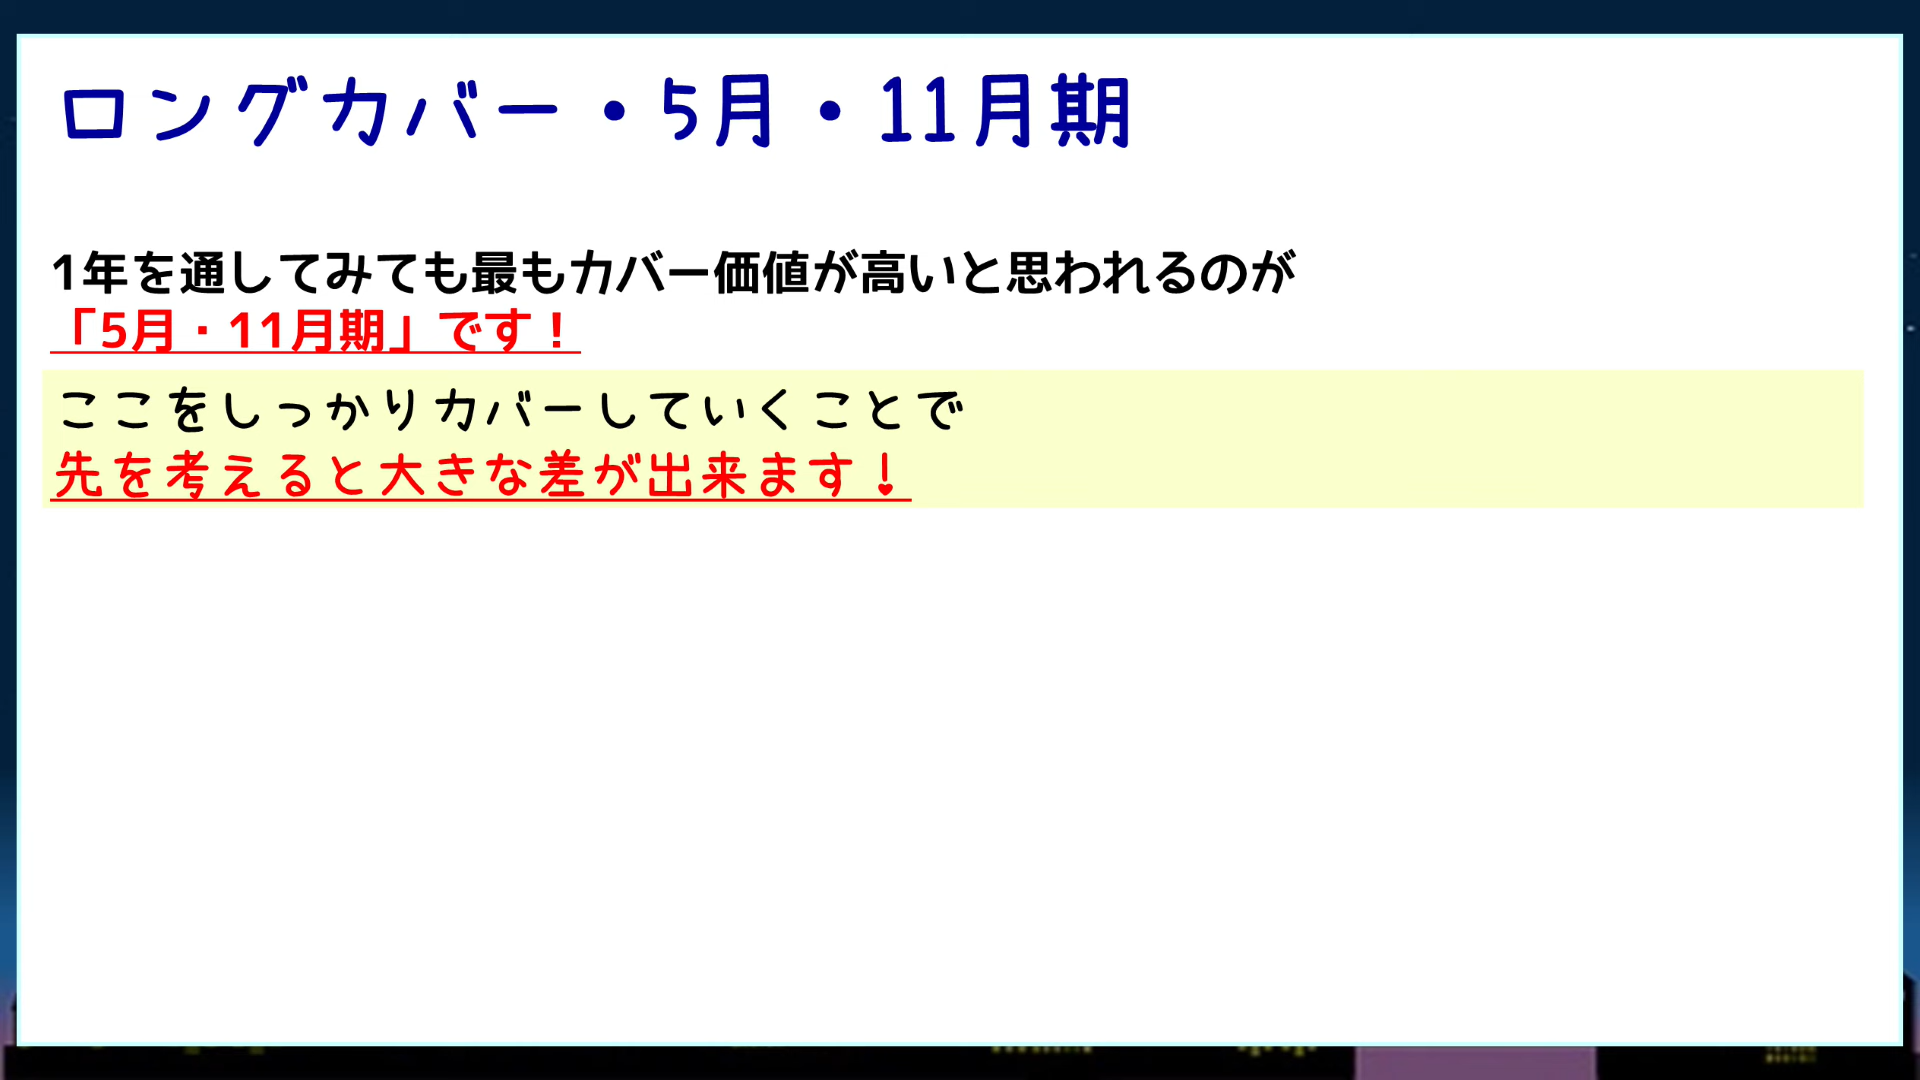 ロングカバー・5月・11月期
1年を通してみても最もカバー価値が高いと思われるのが
「5月・11月期」です！
ここをしっかりカバーしていくことで
先を考えると大きな差が出来ます！